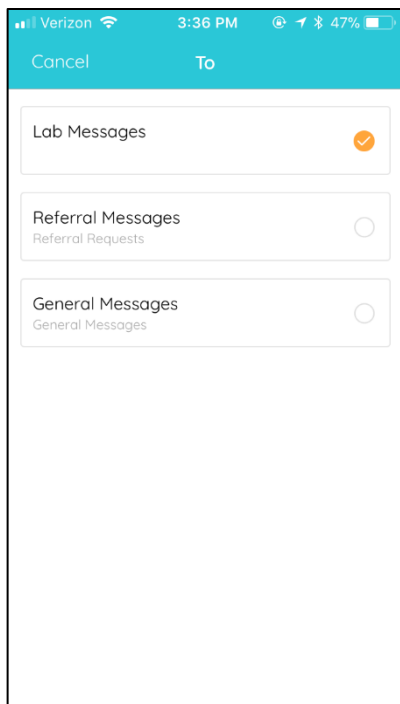 Verizon 3:36 PM 47%
Cancel To
Lab Messages
Referral Messages
Referral Requests
General Messages
General Messages